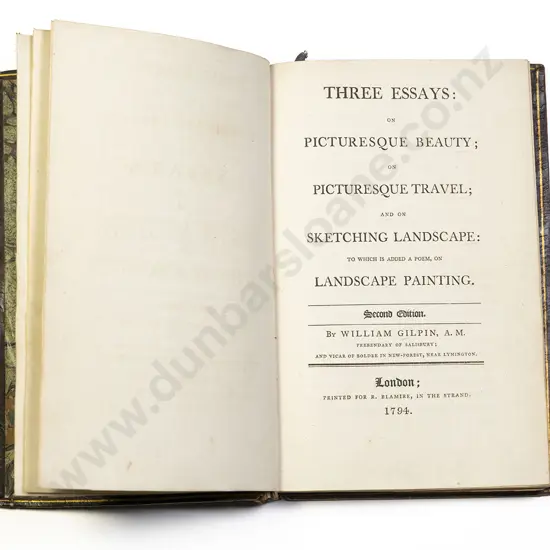 THREE ESSAYS:
ON
PICTURESQUE BEAUTY;
ON
PICTURESQUE TRAVEL;
AND ON
SKETCHING LANDSCAPE:
TO WHICH IS ADDED A POEM, ON
LANDSCAPE PAINTING.
Second Edition.
BY WILLIAM GILPIN, A.M.
PREBENDARY OF SALISBURY;
AND VICAR OF BOLDRE IN NEW-FOREST, NEAR LYMINGTON.
London;
PRINTED FOR R. BLAMIRE, IN THE STRAND.
1794.
www.dunbarsloane.co.nz